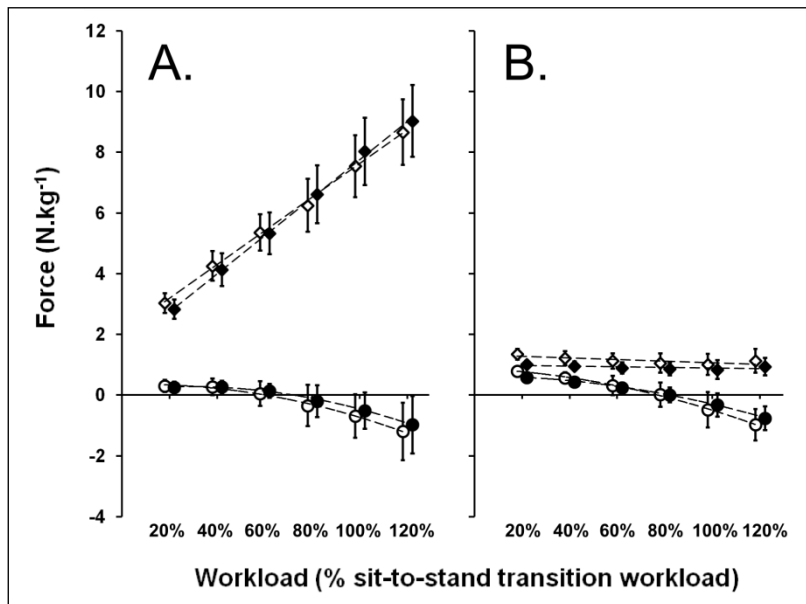 A.
B.
12
10
8
6
4
2
0
-2
-4
Force (N.kg-1)
20% 40% 60% 80% 100% 120% 20% 40% 60% 80% 100% 120%
Workload (% sit-to-stand transition workload)